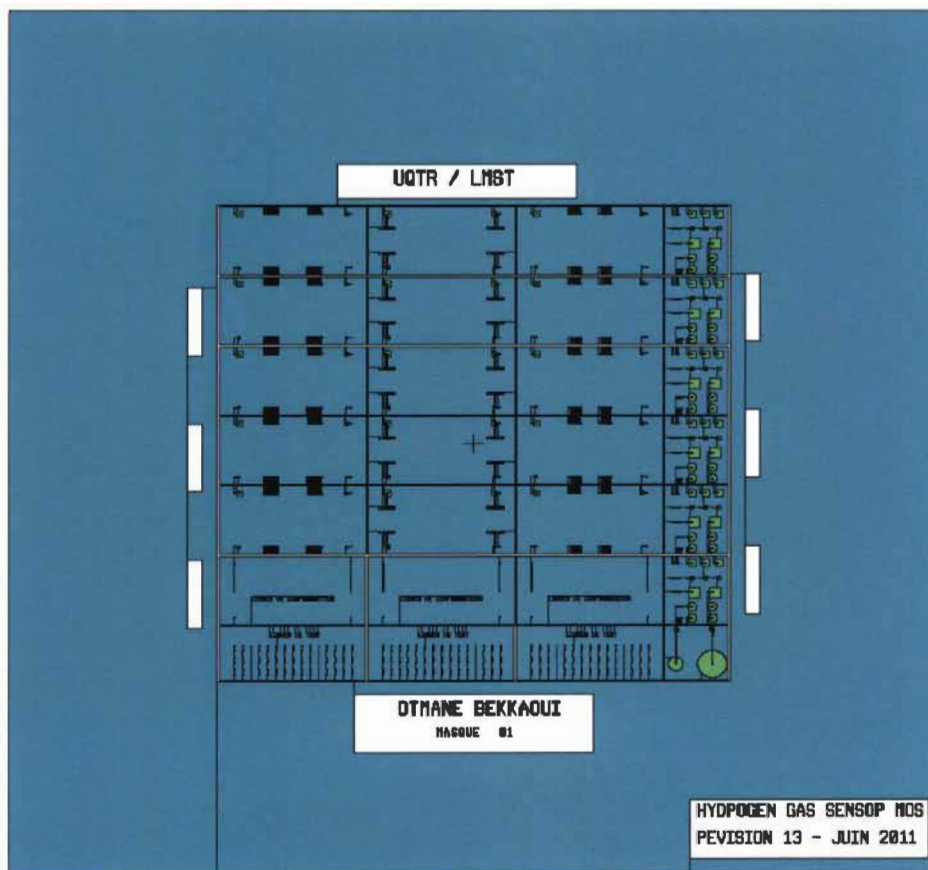 UQTR / LMST
OTMANE BEKKAOUI
MASQUE 01
HYDPOGEN GAS SENSOP MOS
PEVISION 13 - JUIN 2011